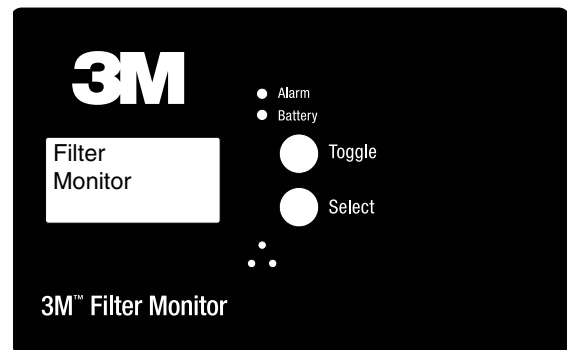 3M
Alarm
Battery
Filter
Monitor
Toggle
Select
3M™ Filter Monitor